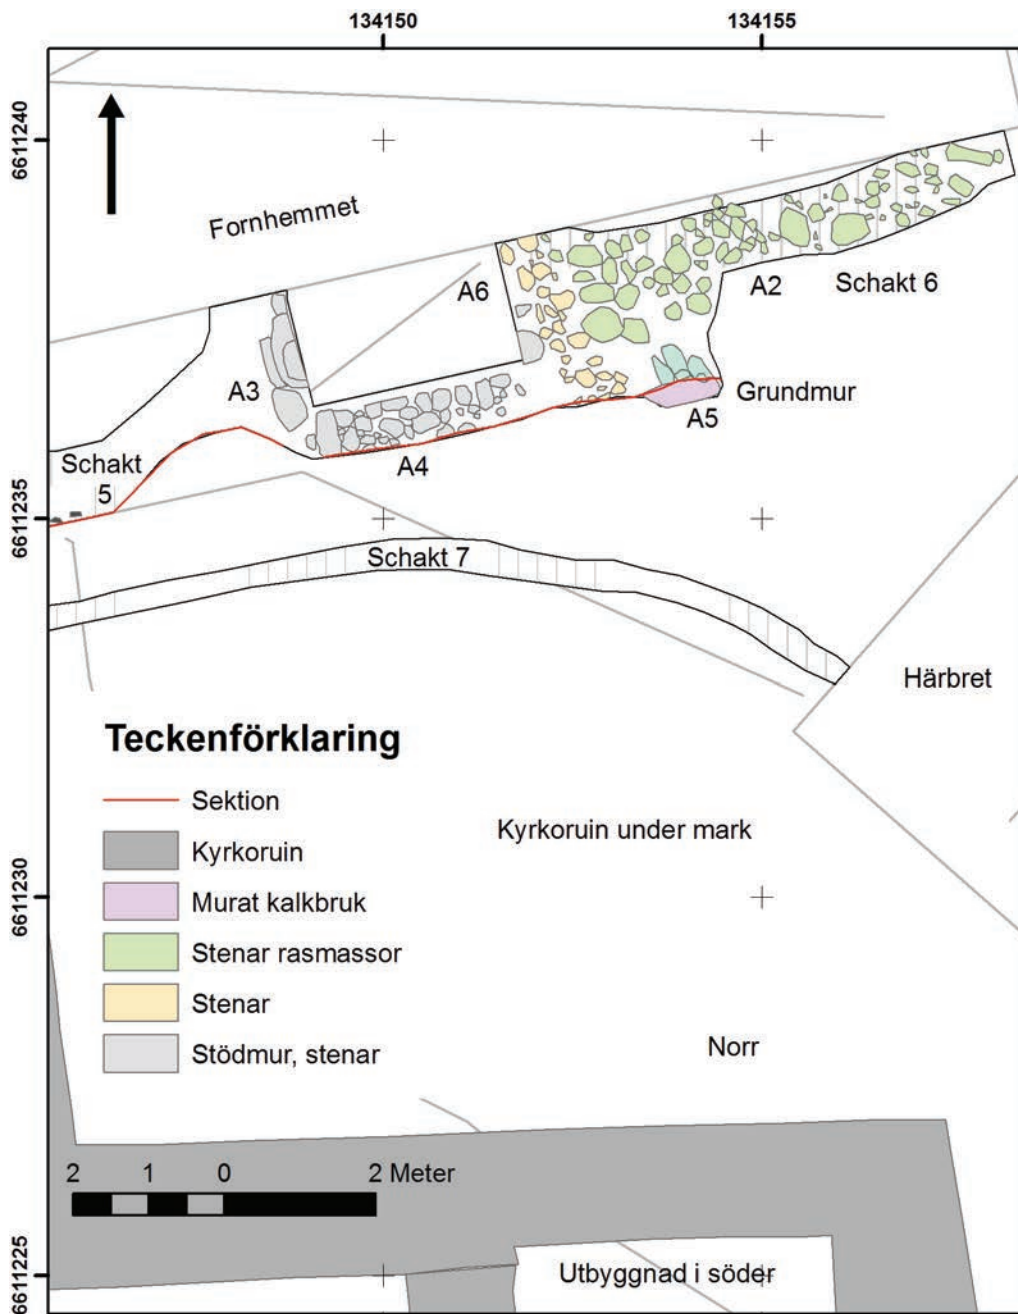 134150
134155
6611240
Fornhemmet
A6
A2
Schakt 6
A3
Grundmur
A5
A4
Schakt
5
6611235
Schakt 7
Härbret
Teckenförklaring
Sektion
Kyrkoruin
Murat kalkbruk
Stenar rasmassor
Stenar
Stödmur, stenar
Kyrkoruin under mark
6611230
Norr
2 1 0 2 Meter
Utbyggnad i söder
6611225